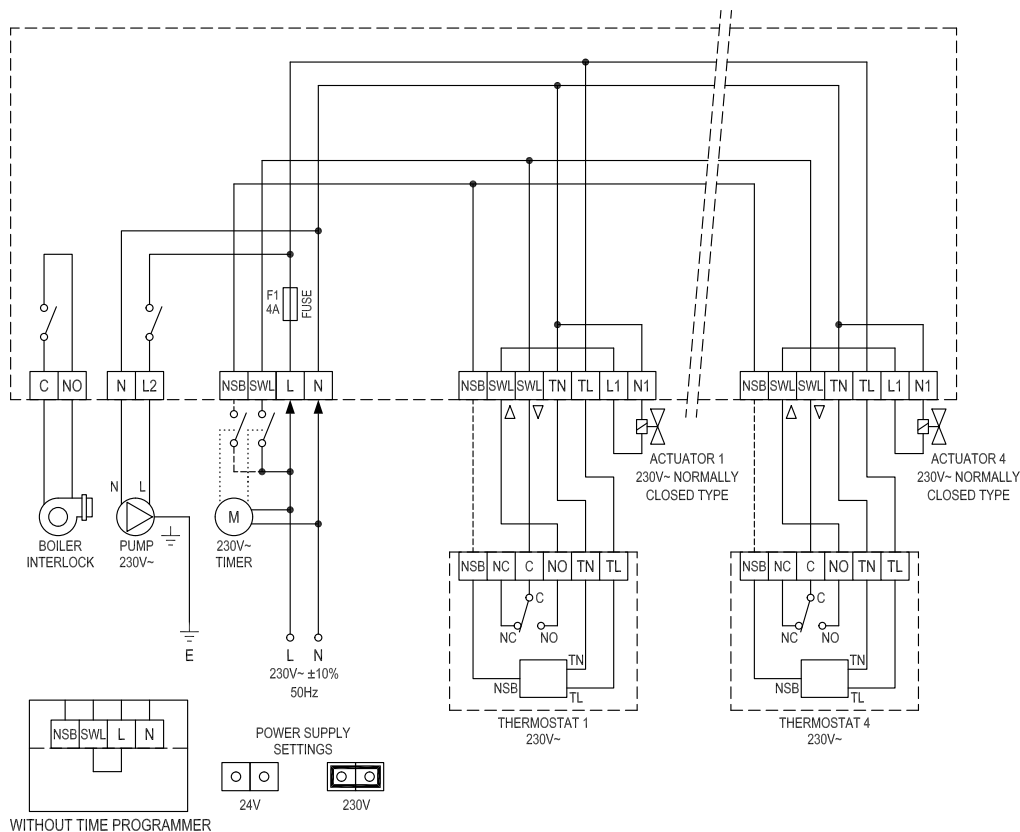 F1
4A
FUSE
C NO N L2 NSB SWL L N NSB SWL SWL TN TL L1 N1 NSB SWL SWL TN TL L1 N1
ACTUATOR 1
230V~ NORMALLY
CLOSED TYPE
ACTUATOR 4
230V~ NORMALLY
CLOSED TYPE
N L
M
BOILER
INTERLOCK
PUMP
230V~
230V~
TIMER
NSB NC C NO TN TL
C
NC NO
TN
NSB
TL
THERMOSTAT 1
230V~
NSB NC C NO TN TL
C
NC NO
TN
NSB
TL
THERMOSTAT 4
230V~
E
L N
230V~ ±10%
50Hz
NSB SWL L N
WITHOUT TIME PROGRAMMER
POWER SUPPLY
SETTINGS
24V 230V